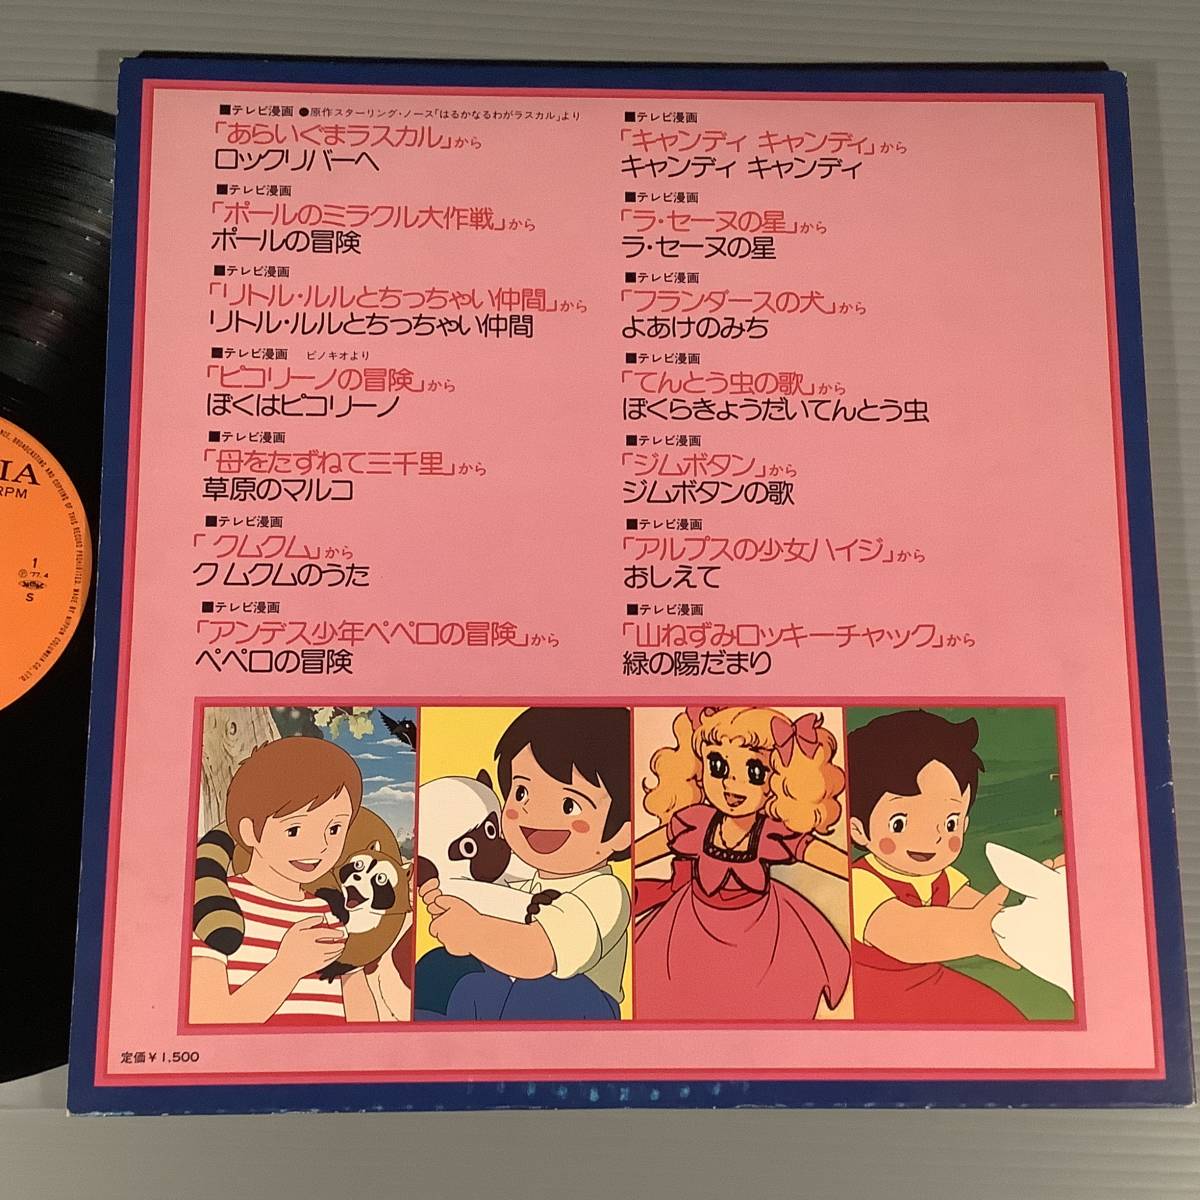 ■テレビ漫画 ●原作スターリング・ノース「はるかなるわがラスカル」より
「あらいぐまラスカル」から
ロックリバーへ
■テレビ漫画
「ポールのミラクル大作戦」から
ポールの冒険
■テレビ漫画
「リトル・ルルとちっちゃい仲間」から
リトル・ルルとちっちゃい仲間
■テレビ漫画 ピノキオより
「ピコリーノの冒険」から
ぼくはピコリーノ
■テレビ漫画
「母をたずねて三千里」から
草原のマルコ
■テレビ漫画
「クムクム」から
クムクムのうた
■テレビ漫画
「アンデス少年ペペロの冒険」から
ペペロの冒険
■テレビ漫画
「キャンディ キャンディ」から
キャンディ キャンディ
■テレビ漫画
「ラ・セーヌの星」から
ラ・セーヌの星
■テレビ漫画
「フランダースの犬」から
よあけのみち
■テレビ漫画
「てんとう虫の歌」から
ぼくらきょうだいてんとう虫
■テレビ漫画
「ジムボタン」から
ジムボタンの歌
■テレビ漫画
「アルプスの少女ハイジ」から
おしえて
■テレビ漫画
「山ねずみロッキーチャック」から
緑の陽だまり
定価￥1,500
IA
RPM
1
Ⓟ '77.4
S
NCE, BROADCASTING AND COPYING OF THIS RECORD PROHIBITED. MADE BY NIPPON COLUMBIA CO., LTD.